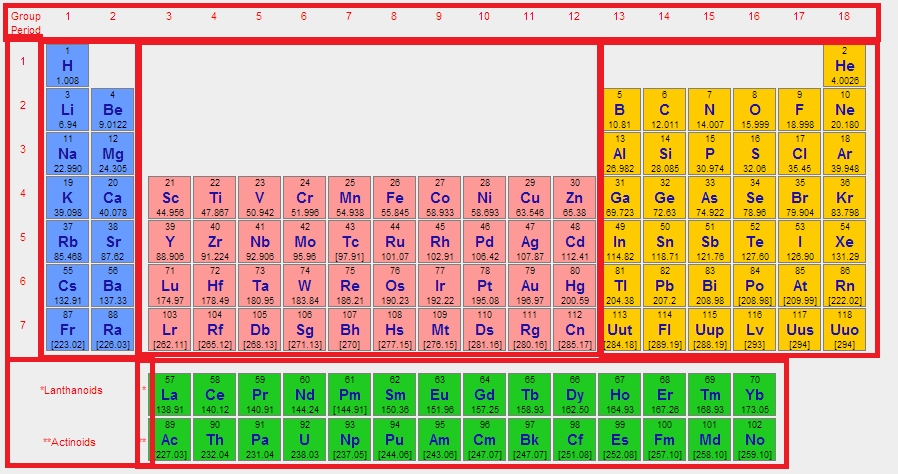 Group 1 2 3 4 5 6 7 8 9 10 11 12 13 14 15 16 17 18
Period
1 2
1 H He
1.008 4.0026
3 4 5 6 7 8 9 10
2 Li Be B C N O F Ne
6.94 9.0122 10.81 12.011 14.007 15.999 18.998 20.180
11 12 13 14 15 16 17 18
3 Na Mg Al Si P S Cl Ar
22.990 24.305 26.982 28.085 30.974 32.06 35.45 39.948
19 20 21 22 23 24 25 26 27 28 29 30 31 32 33 34 35 36
4 K Ca Sc Ti V Cr Mn Fe Co Ni Cu Zn Ga Ge As Se Br Kr
39.098 40.078 44.956 47.867 50.942 51.996 54.938 55.845 58.933 58.693 63.546 65.38 69.723 72.63 74.922 78.96 79.904 83.798
37 38 39 40 41 42 43 44 45 46 47 48 49 50 51 52 53 54
5 Rb Sr Y Zr Nb Mo Tc Ru Rh Pd Ag Cd In Sn Sb Te I Xe
85.468 87.62 88.906 91.224 92.906 95.96 [97.91] 101.07 102.91 106.42 107.87 112.41 114.82 118.71 121.76 127.60 126.90 131.29
55 56 71 72 73 74 75 76 77 78 79 80 81 82 83 84 85 86
6 Cs Ba Lu Hf Ta W Re Os Ir Pt Au Hg Tl Pb Bi Po At Rn
132.91 137.33 174.97 178.49 180.95 183.84 186.21 190.23 192.22 195.08 196.97 200.59 204.38 207.2 208.98 [208.98] [209.99] [222.02]
87 88 103 104 105 106 107 108 109 110 111 112 113 114 115 116 117 118
7 Fr Ra Lr Rf Db Sg Bh Hs Mt Ds Rg Cn Uut Fl Uup Lv Uus Uuo
[223.02] [226.03] [262.11] [265.12] [268.13] [271.13] [270] [277.15] [276.15] [281.16] [280.16] [285.17] [284.18] [289.19] [288.19] [293] [294] [294]
57 58 59 60 61 62 63 64 65 66 67 68 69 70
*Lanthanoids * La Ce Pr Nd Pm Sm Eu Gd Tb Dy Ho Er Tm Yb
138.91 140.12 140.91 144.24 [144.91] 150.36 151.96 157.25 158.93 162.50 164.93 167.26 168.93 173.05
89 90 91 92 93 94 95 96 97 98 99 100 101 102
**Actinoids ** Ac Th Pa U Np Pu Am Cm Bk Cf Es Fm Md No
[227.03] 232.04 231.04 238.03 [237.05] [244.06] [243.06] [247.07] [247.07] [251.08] [252.08] [257.10] [258.10] [259.10]